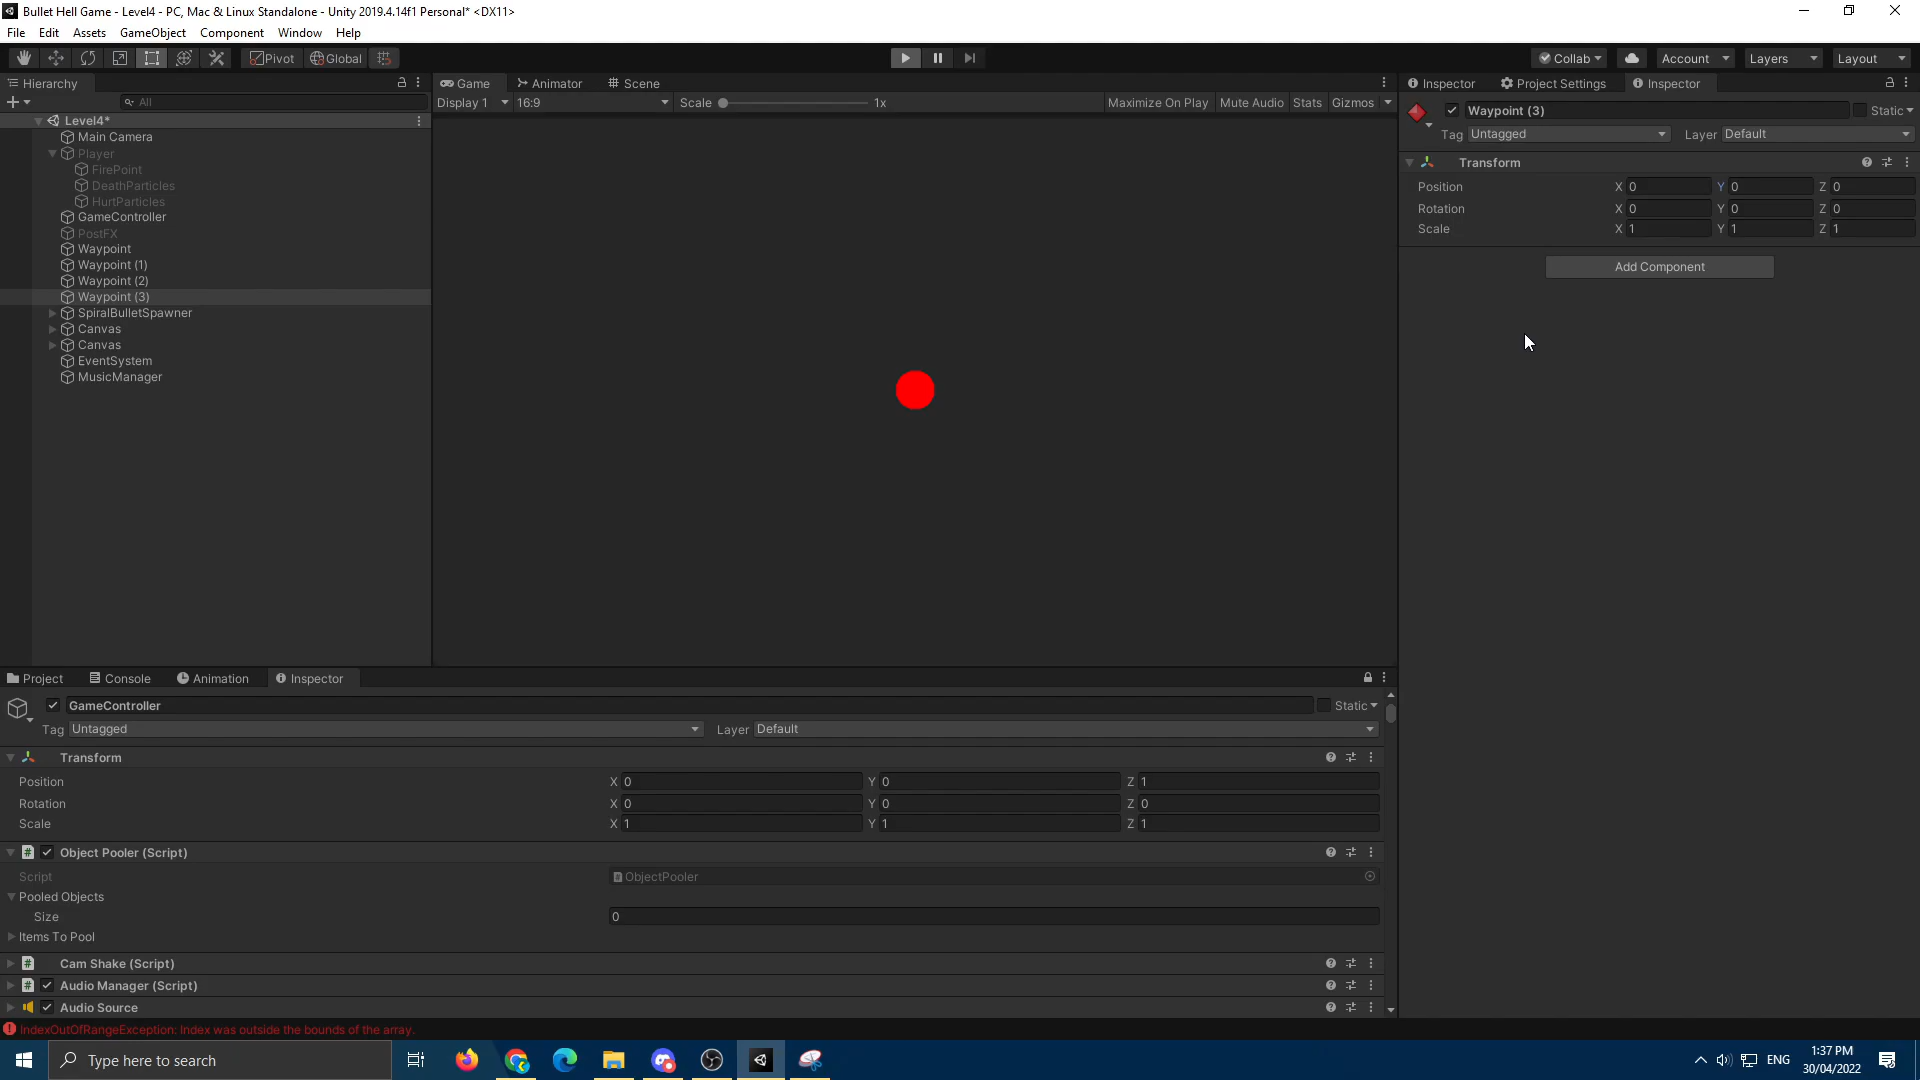 Bullet Hell Game - Level4 - PC, Mac & Linux Standalone - Unity 2019.4.14f1 Personal* <DX11>
File Edit Assets GameObject Component Window Help
Pivot Global Collab Account Layers Layout
Hierarchy
All
Level4*
Main Camera
Player
FirePoint
DeathParticles
HurtParticles
GameController
PostFX
Waypoint
Waypoint (1)
Waypoint (2)
Waypoint (3)
SpiralBulletSpawner
Canvas
Canvas
EventSystem
MusicManager
Game Animator Scene
Display 1 16:9 Scale 1x Maximize On Play Mute Audio Stats Gizmos
Inspector Project Settings Inspector
Waypoint (3) Static
Tag Untagged Layer Default
Transform
Position X 0 Y 0 Z 0
Rotation X 0 Y 0 Z 0
Scale X 1 Y 1 Z 1
Add Component
Project Console Animation Inspector
GameController Static
Tag Untagged Layer Default
Transform
Position X 0 Y 0 Z 1
Rotation X 0 Y 0 Z 0
Scale X 1 Y 1 Z 1
Object Pooler (Script)
Script ObjectPooler
Pooled Objects
Size 0
Items To Pool
Cam Shake (Script)
Audio Manager (Script)
Audio Source
IndexOutOfRangeException: Index was outside the bounds of the array.
Type here to search
ENG
1:37 PM
30/04/2022